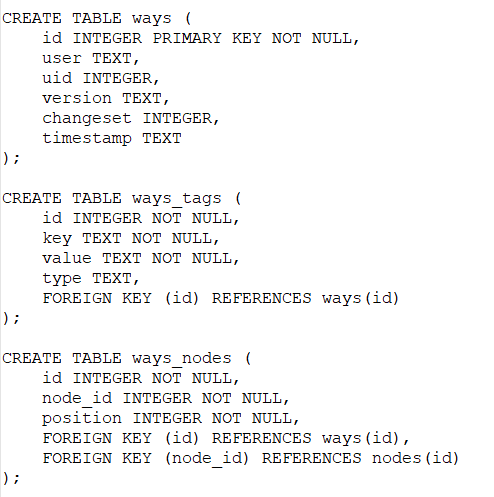 CREATE TABLE ways (
    id INTEGER PRIMARY KEY NOT NULL,
    user TEXT,
    uid INTEGER,
    version TEXT,
    changeset INTEGER,
    timestamp TEXT
);

CREATE TABLE ways_tags (
    id INTEGER NOT NULL,
    key TEXT NOT NULL,
    value TEXT NOT NULL,
    type TEXT,
    FOREIGN KEY (id) REFERENCES ways(id)
);

CREATE TABLE ways_nodes (
    id INTEGER NOT NULL,
    node_id INTEGER NOT NULL,
    position INTEGER NOT NULL,
    FOREIGN KEY (id) REFERENCES ways(id),
    FOREIGN KEY (node_id) REFERENCES nodes(id)
);